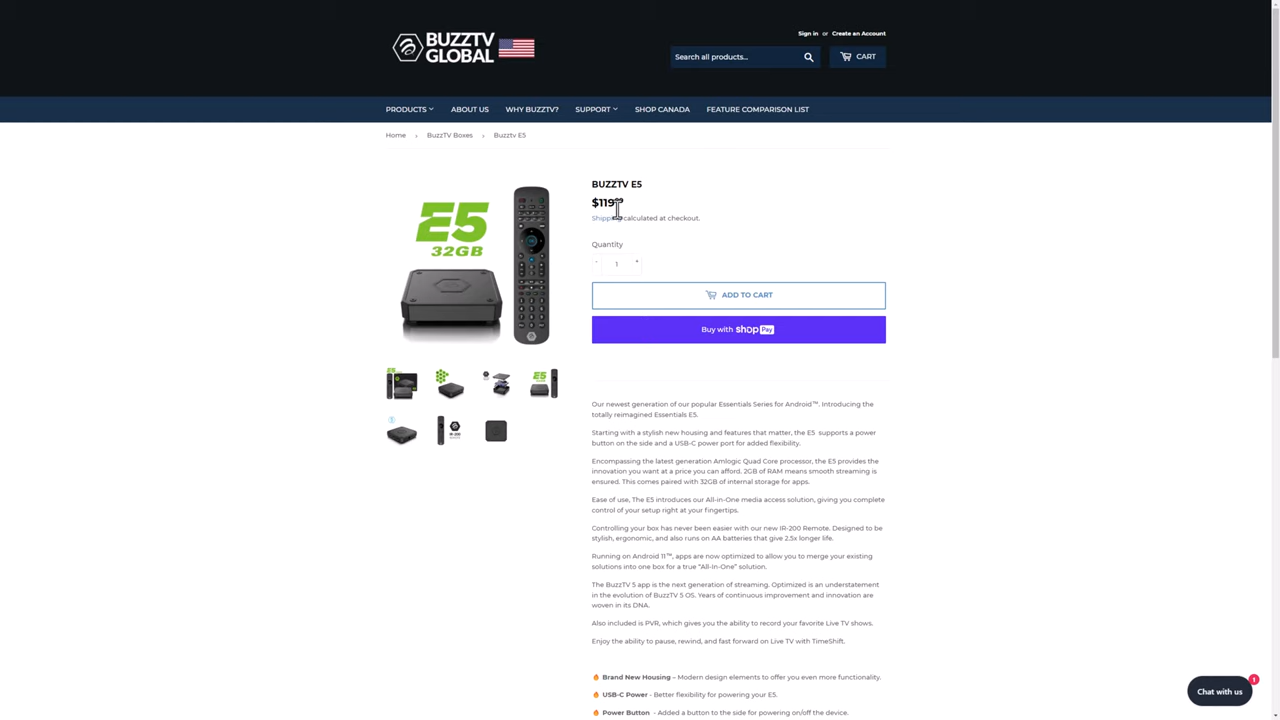 Sign in or Create an Account
BUZZTV
GLOBAL
Search all products...
CART
PRODUCTS
ABOUT US
WHY BUZZTV?
SUPPORT
SHOP CANADA
FEATURE COMPARISON LIST
Home › BuzzTV Boxes › Buzztv E5
E5
32GB
BUZZTV E5
Shipping calculated at checkout.
Quantity
- 1 +
ADD TO CART
Buy with shop Pay
E5
E5
IR-200
Our newest generation of our popular Essentials Series for Android™. Introducing the
totally reimagined Essentials E5.
Starting with a stylish new housing and features that matter, the E5 supports a power
button on the side and a USB-C power port for added flexibility.
Encompassing the latest generation Amlogic Quad Core processor, the E5 provides the
innovation you want at a price you can afford. 2GB of RAM means smooth streaming is
ensured. This comes paired with 32GB of internal storage for apps.
Ease of use, The E5 introduces our All-in-One media access solution, giving you complete
control of your setup right at your fingertips.
Controlling your box has never been easier with our new IR-200 Remote. Designed to be
stylish, ergonomic, and also runs on AA batteries that give 2.5x longer life.
Running on Android 11™, apps are now optimized to allow you to merge your existing
solutions into one box for a true “All-In-One” solution.
The BuzzTV 5 app is the next generation of streaming. Optimized is an understatement
in the evolution of BuzzTV 5 OS. Years of continuous improvement and innovation are
woven in its DNA.
Also included is PVR, which gives you the ability to record your favorite Live TV shows.
Enjoy the ability to pause, rewind, and fast forward on Live TV with TimeShift.
🔥 Brand New Housing – Modern design elements to offer you even more functionality.
🔥 USB-C Power - Better flexibility for powering your E5.
🔥 Power Button - Added a button to the side for powering on/off the device.
1
Chat with us